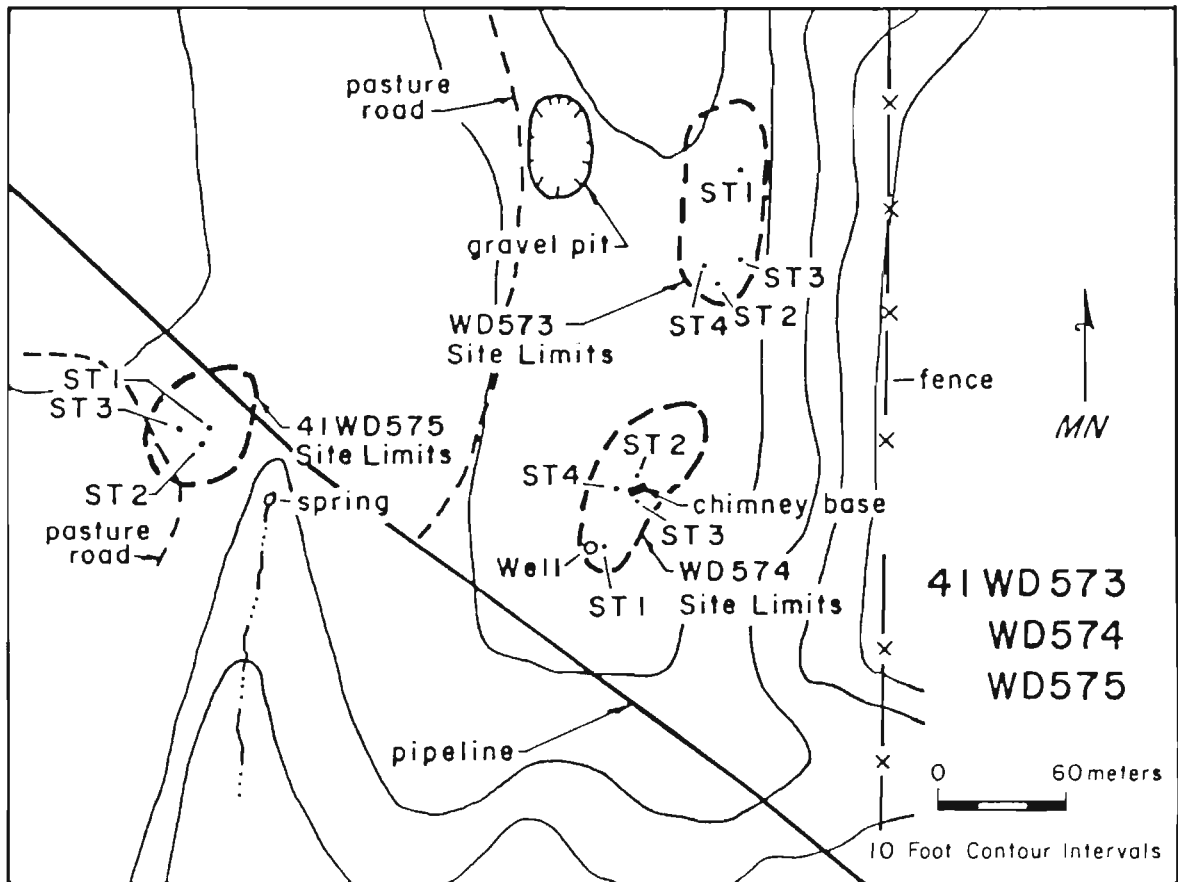 pasture
road
gravel pit
ST1
ST3
ST2
ST4
WD573
Site Limits
fence
MN
ST1
ST3
ST2
41WD575
Site Limits
pasture
road
spring
ST2
ST4
chimney base
ST3
Well
ST1
WD574
Site Limits
pipeline
41WD573
WD574
WD575
0 60 meters
10 Foot Contour Intervals